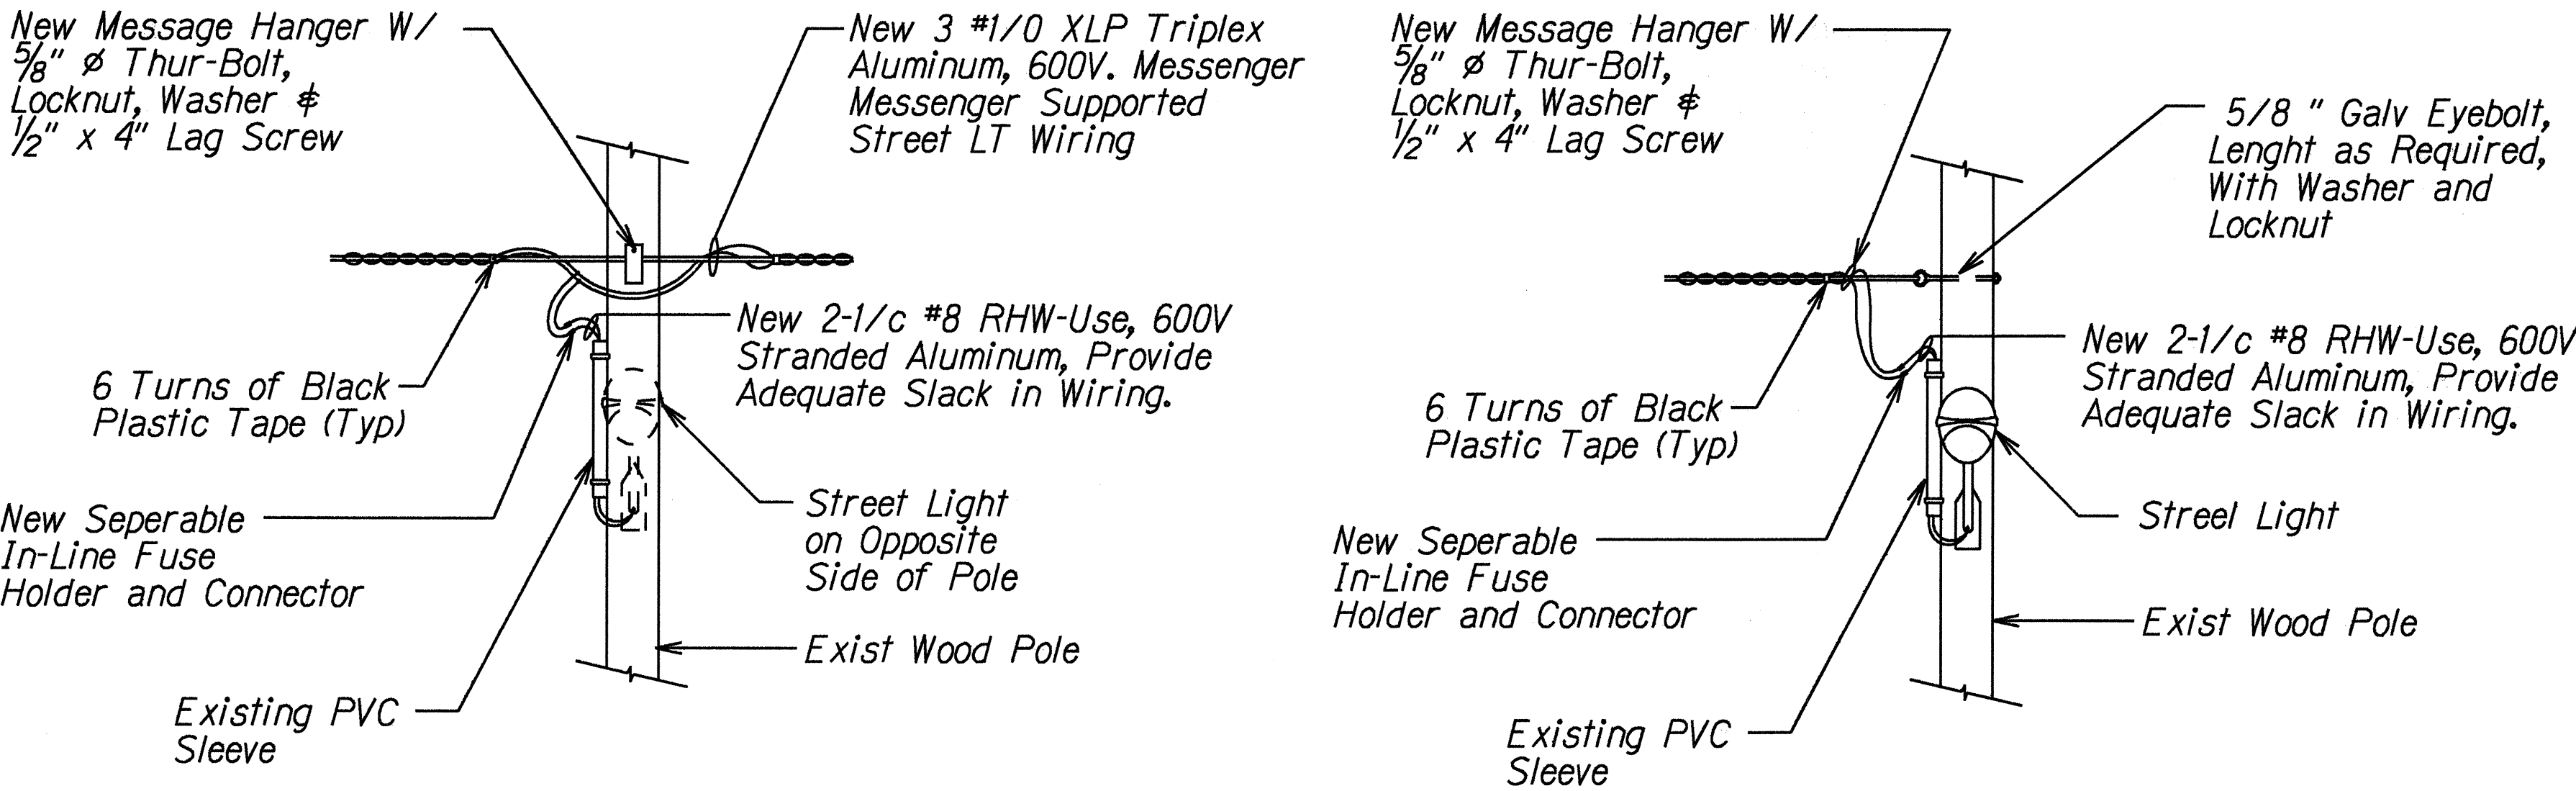 New Message Hanger W/
5/8" ø Thur-Bolt,
Locknut, Washer &
1/2" x 4" Lag Screw
New 3 #1/0 XLP Triplex
Aluminum, 600V. Messenger
Messenger Supported
Street LT Wiring
New 2-1/c #8 RHW-Use, 600V
Stranded Aluminum, Provide
Adequate Slack in Wiring.
6 Turns of Black
Plastic Tape (Typ)
Street Light
on Opposite
Side of Pole
New Seperable
In-Line Fuse
Holder and Connector
Exist Wood Pole
Existing PVC
Sleeve
New Message Hanger W/
5/8" ø Thur-Bolt,
Locknut, Washer &
1/2" x 4" Lag Screw
5/8 " Galv Eyebolt,
Lenght as Required,
With Washer and
Locknut
New 2-1/c #8 RHW-Use, 600V
Stranded Aluminum, Provide
Adequate Slack in Wiring.
6 Turns of Black
Plastic Tape (Typ)
Streel Light
New Seperable
In-Line Fuse
Holder and Connector
Exist Wood Pole
Existing PVC
Sleeve